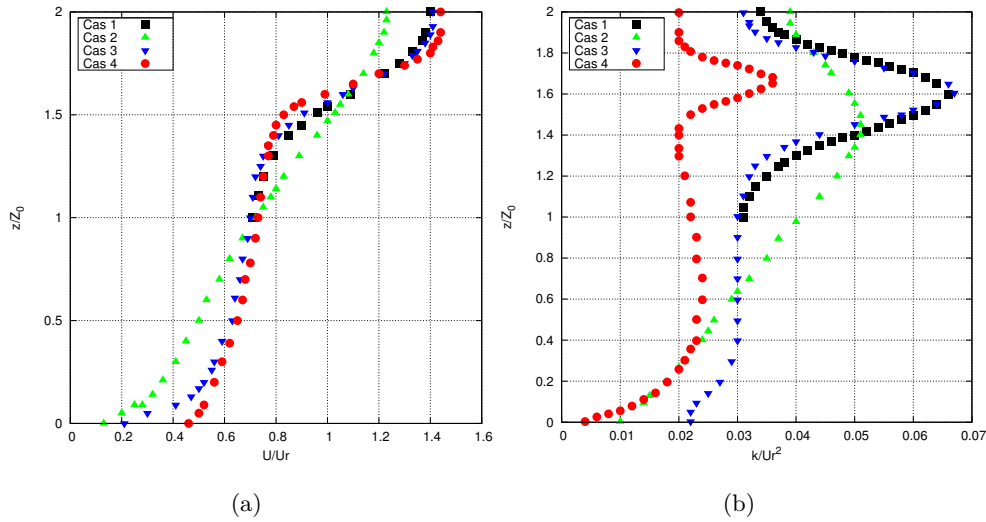 Cas 1
Cas 2
Cas 3
Cas 4
z/Z0
2
1.5
1
0.5
0
0 0.2 0.4 0.6 0.8 1 1.2 1.4 1.6
U/Ur
(a)
Cas 1
Cas 2
Cas 3
Cas 4
z/Z0
2
1.8
1.6
1.4
1.2
1
0.8
0.6
0.4
0.2
0
0 0.01 0.02 0.03 0.04 0.05 0.06 0.07
k/Ur²
(b)